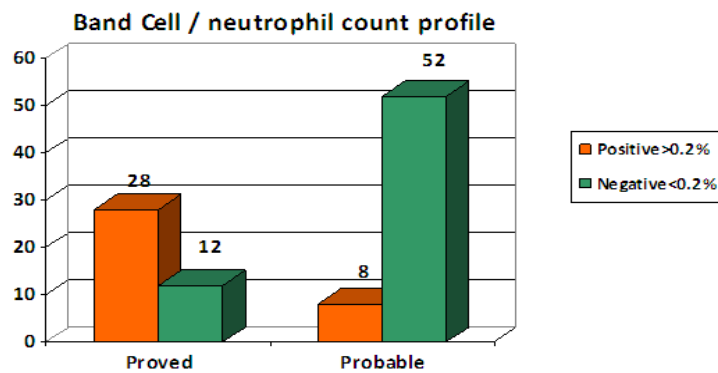 Band Cell / neutrophil count profile
60
50
40
30
20
10
0
28
12
8
52
Proved
Probable
Positive>0.2%
Negative<0.2%